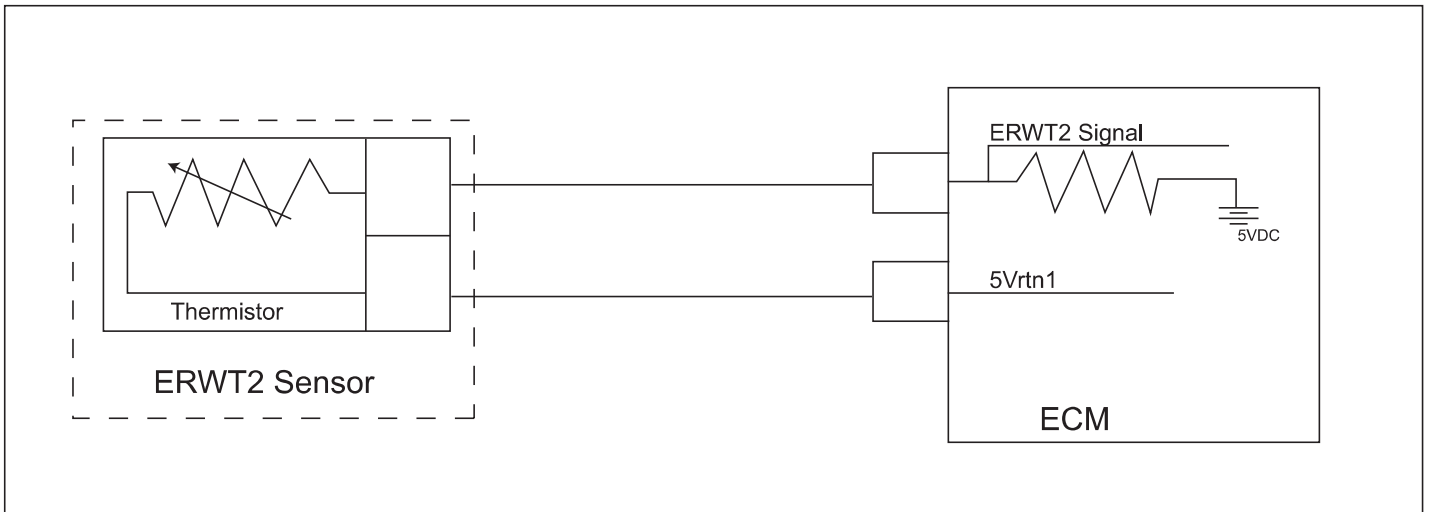 ERWT2 Signal
5VDC
5Vrtn1
Thermistor
ERWT2 Sensor
ECM